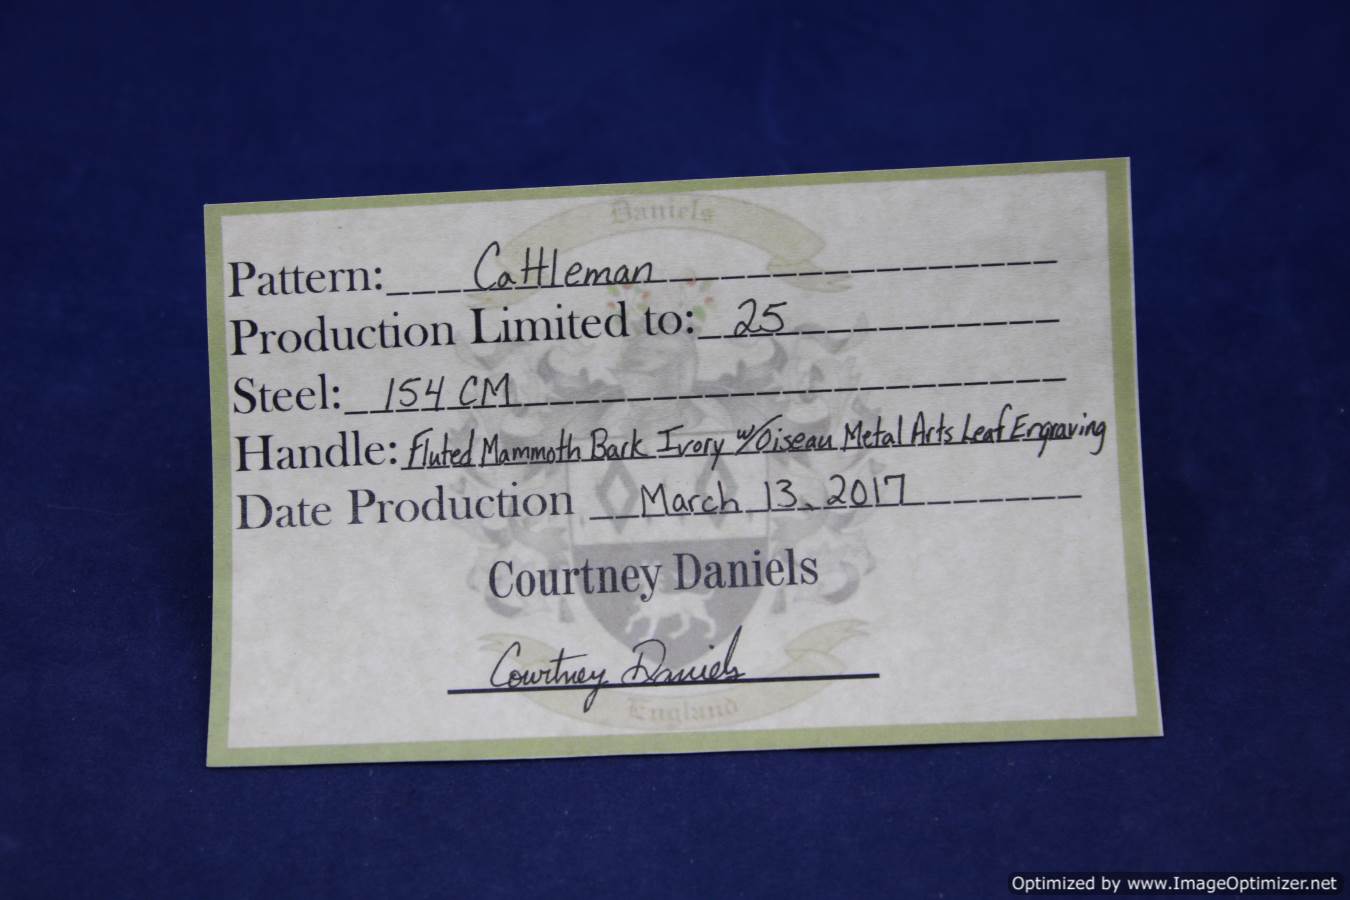 Daniels
Pattern: Cattleman
Production Limited to: 25
Steel: 154 CM
Handle: Fluted Mammoth Back Ivory w/Oiseau Metal Arts Leaf Engraving
Date Production March 13, 2017
Courtney Daniels
Courtney Daniels
England
Optimized by www.ImageOptimizer.net